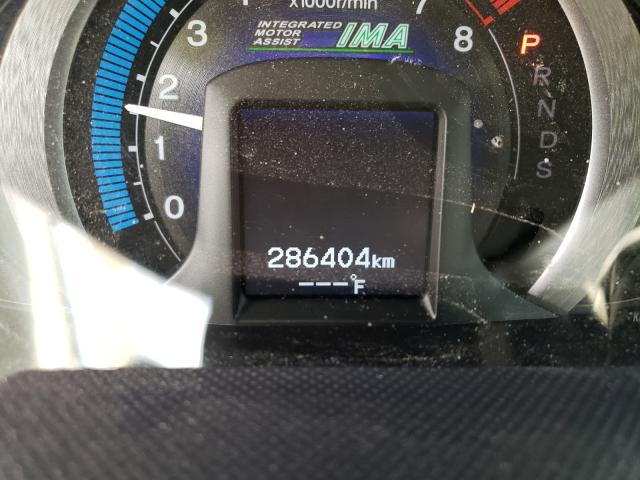 x1000r/min
INTEGRATED
MOTOR
ASSIST
IMA
3
2
1
0
7
8
P
R
N
D
S
286404km
---°F